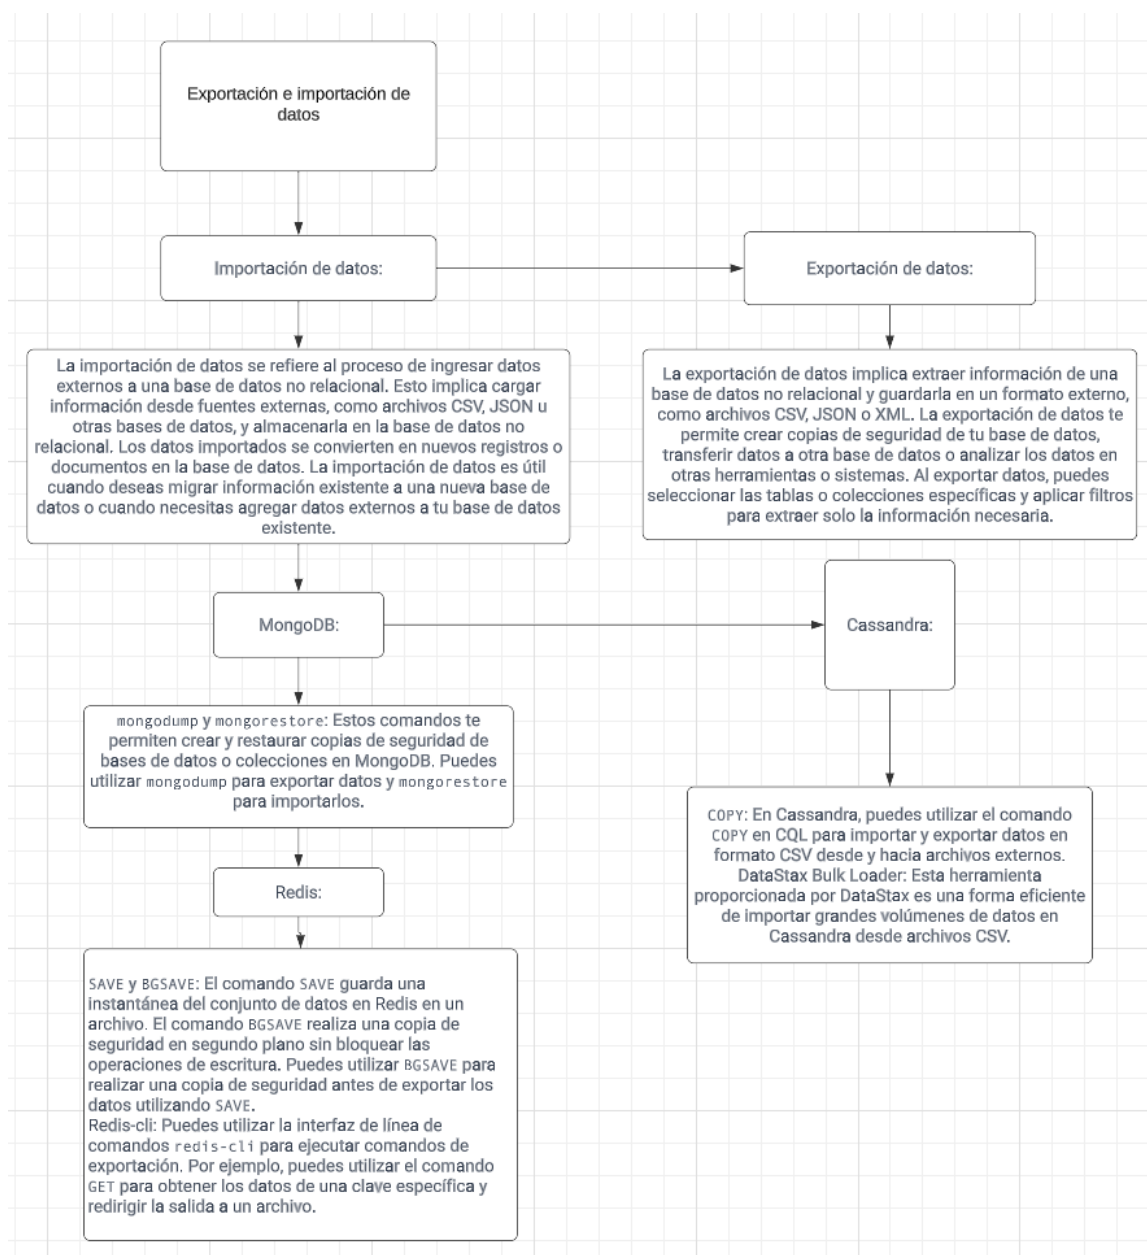 Exportación e importación de
datos
Importación de datos:
Exportación de datos:
La importación de datos se refiere al proceso de ingresar datos
externos a una base de datos no relacional. Esto implica cargar
información desde fuentes externas, como archivos CSV, JSON u
otras bases de datos, y almacenarla en la base de datos no
relacional. Los datos importados se convierten en nuevos registros o
documentos en la base de datos. La importación de datos es útil
cuando deseas migrar información existente a una nueva base de
datos o cuando necesitas agregar datos externos a tu base de datos
existente.
La exportación de datos implica extraer información de una
base de datos no relacional y guardarla en un formato externo,
como archivos CSV, JSON o XML. La exportación de datos te
permite crear copias de seguridad de tu base de datos,
transferir datos a otra base de datos o analizar los datos en
otras herramientas o sistemas. Al exportar datos, puedes
seleccionar las tablas o colecciones específicas y aplicar filtros
para extraer solo la información necesaria.
MongoDB:
Cassandra:
mongodump y mongorestore: Estos comandos te
permiten crear y restaurar copias de seguridad de
bases de datos o colecciones en MongoDB. Puedes
utilizar mongodump para exportar datos y mongorestore
para importarlos.
COPY: En Cassandra, puedes utilizar el comando
COPY en CQL para importar y exportar datos en
formato CSV desde y hacia archivos externos.
DataStax Bulk Loader: Esta herramienta
proporcionada por DataStax es una forma eficiente
de importar grandes volúmenes de datos en
Cassandra desde archivos CSV.
Redis:
SAVE y BGSAVE: El comando SAVE guarda una
instantánea del conjunto de datos en Redis en un
archivo. El comando BGSAVE realiza una copia de
seguridad en segundo plano sin bloquear las
operaciones de escritura. Puedes utilizar BGSAVE para
realizar una copia de seguridad antes de exportar los
datos utilizando SAVE.
Redis-cli: Puedes utilizar la interfaz de línea de
comandos redis-cli para ejecutar comandos de
exportación. Por ejemplo, puedes utilizar el comando
GET para obtener los datos de una clave específica y
redirigir la salida a un archivo.